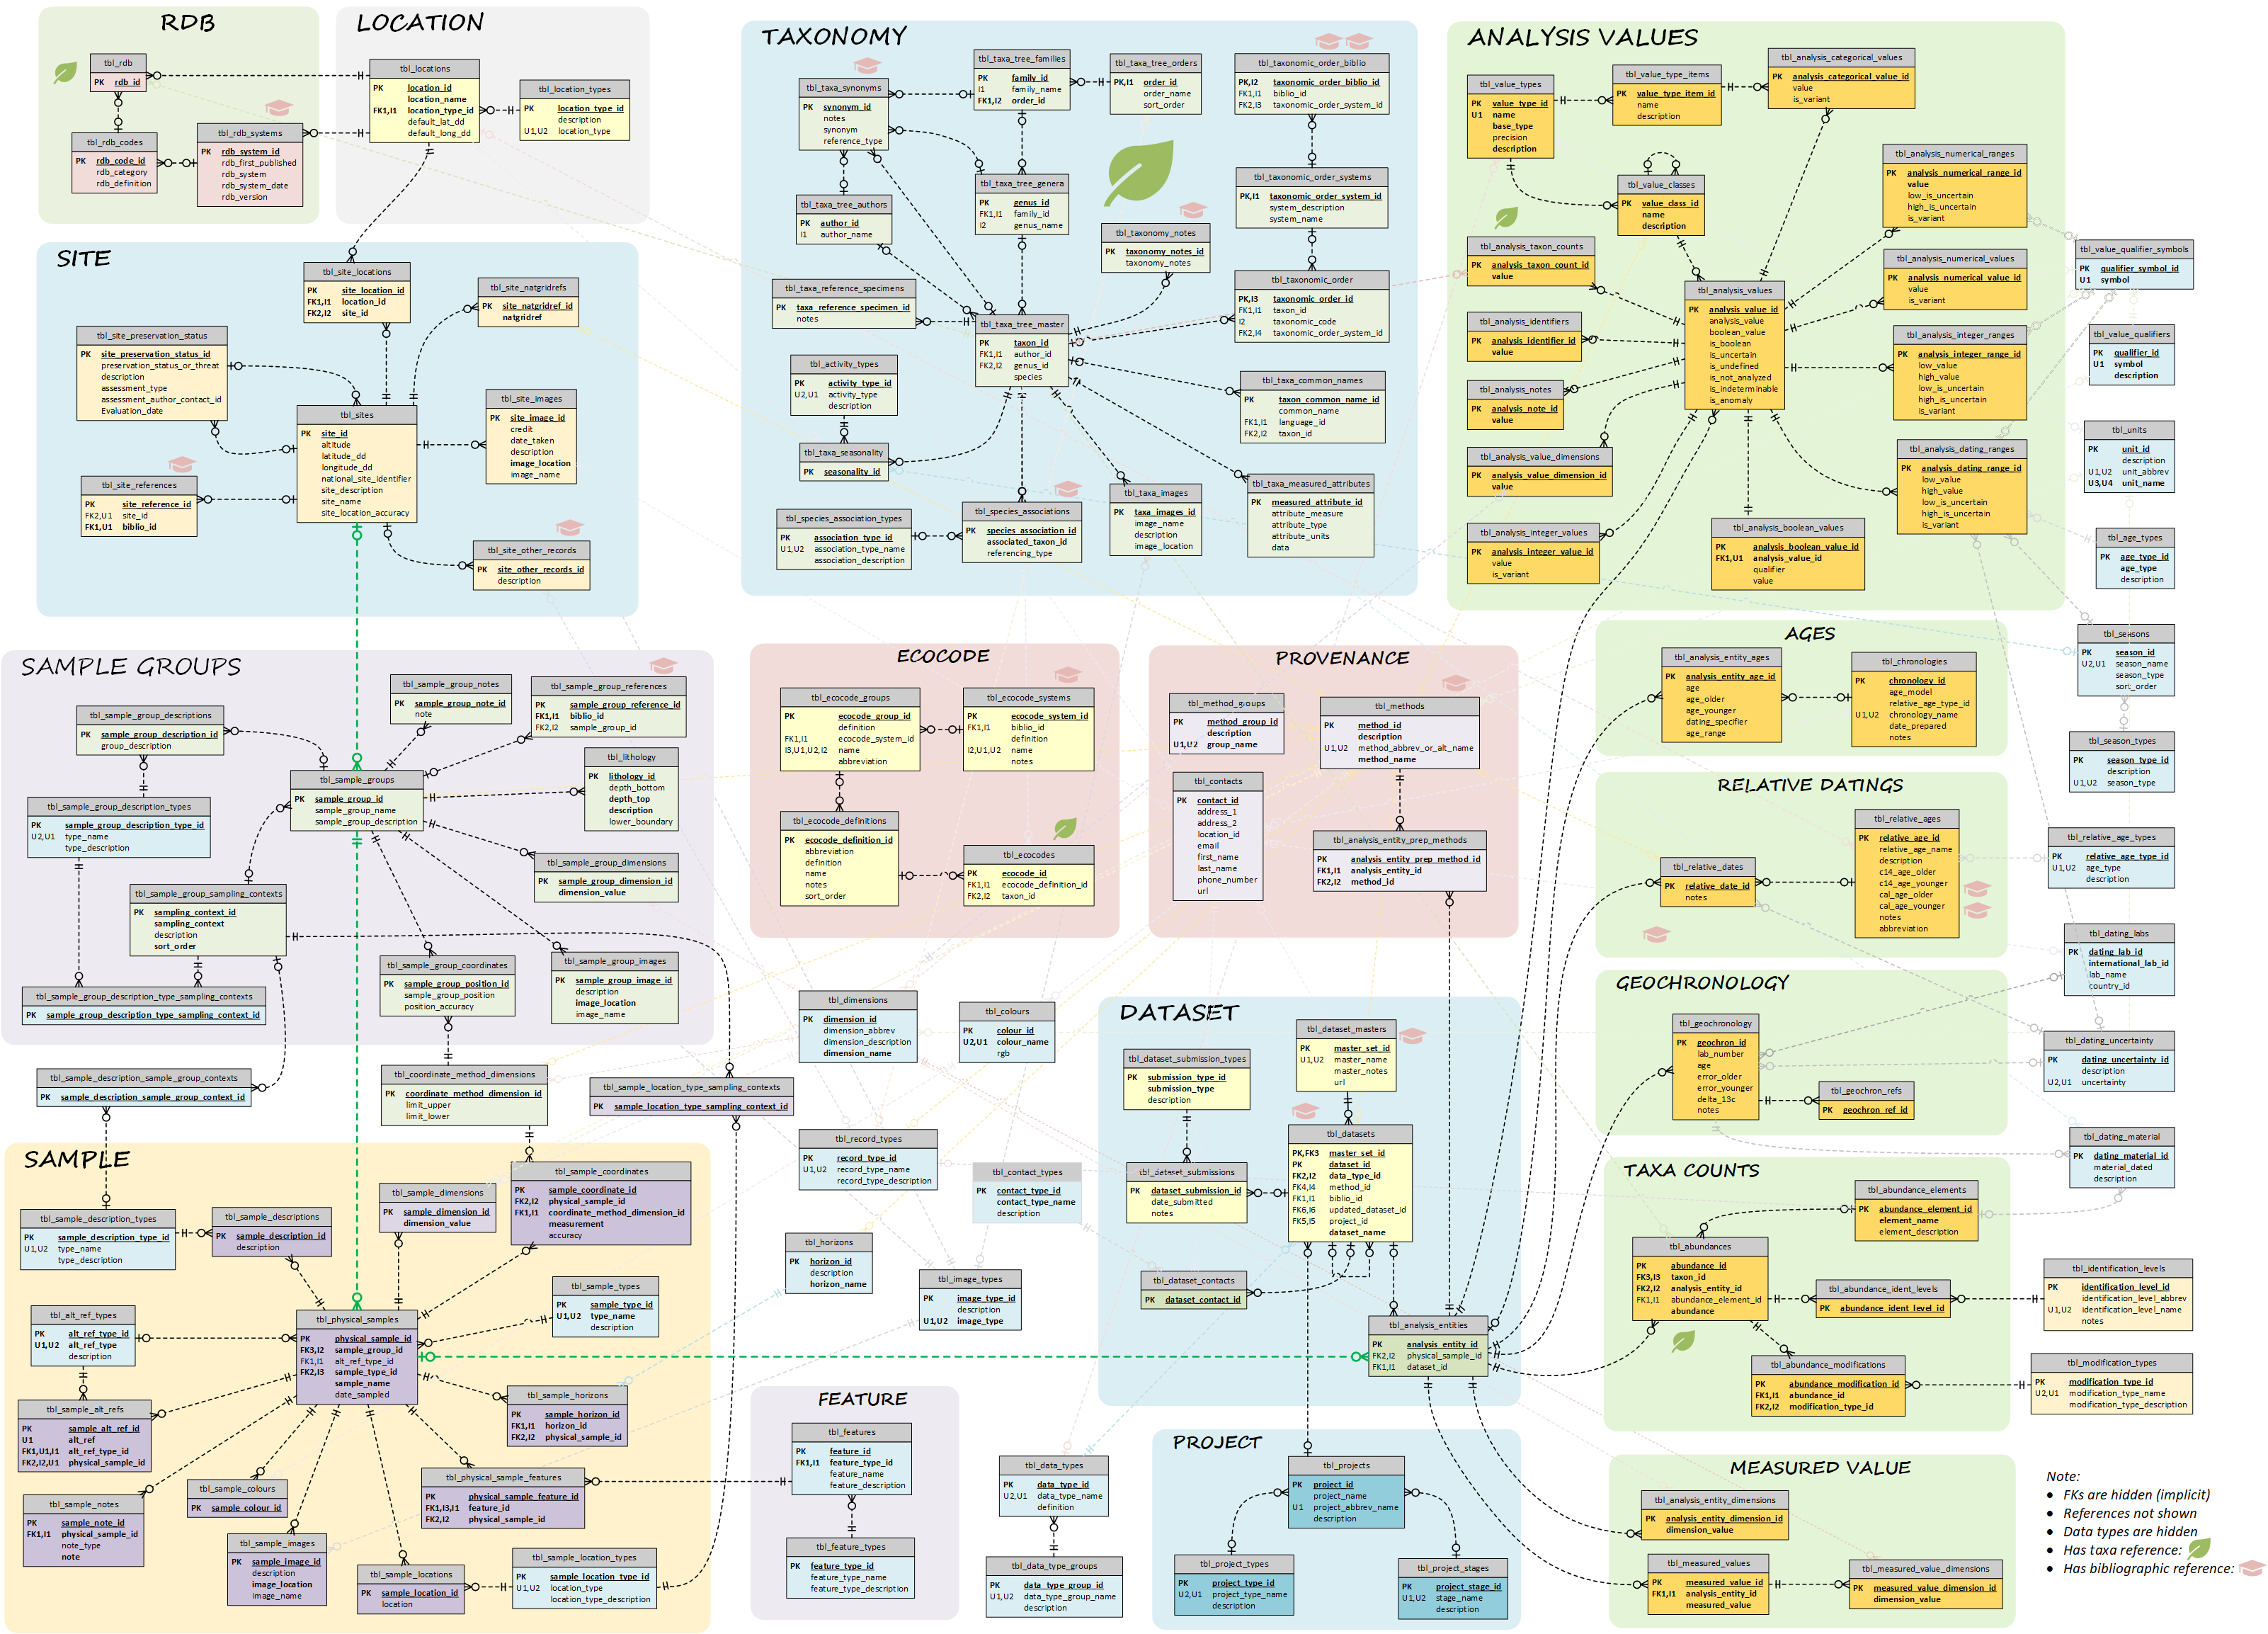 RDB
tbl_rdb
PK rdb_id
tbl_rdb_codes
PK rdb_code_id
rdb_category
rdb_definition
tbl_rdb_systems
PK rdb_system_id
rdb_first_published
rdb_system
rdb_system_date
rdb_version
LOCATION
tbl_locations
PK location_id
location_name
FK1,I1 location_type_id
default_lat_dd
default_long_dd
tbl_location_types
PK location_type_id
description
U1,U2 location_type
SITE
tbl_site_locations
PK site_location_id
FK1,I1 location_id
FK2,I2 site_id
tbl_site_natgridrefs
PK site_natgridref_id
natgridref
tbl_site_preservation_status
PK site_preservation_status_id
preservation_status_or_threat
description
assessment_type
assessment_author_contact_id
Evaluation_date
tbl_sites
PK site_id
altitude
latitude_dd
longitude_dd
national_site_identifier
site_description
site_name
site_location_accuracy
tbl_site_images
PK site_image_id
credit
date_taken
description
image_location
image_name
tbl_site_references
PK site_reference_id
FK2,U1 site_id
FK1,U1 biblio_id
tbl_site_other_records
PK site_other_records_id
description
TAXONOMY
tbl_taxa_synonyms
PK synonym_id
notes
synonym
reference_type
tbl_taxa_tree_families
PK family_id
I1 family_name
FK1,I2 order_id
tbl_taxa_tree_orders
PK,I1 order_id
order_name
sort_order
tbl_taxonomic_order_biblio
PK,I2 taxonomic_order_biblio_id
FK1,I1 biblio_id
FK2,I3 taxonomic_order_system_id
tbl_taxa_tree_authors
PK author_id
I1 author_name
tbl_taxa_tree_genera
PK genus_id
FK1,I1 family_id
I2 genus_name
tbl_taxonomic_order_systems
PK,I1 taxonomic_order_system_id
system_description
system_name
tbl_taxonomy_notes
PK taxonomy_notes_id
taxonomy_notes
tbl_taxa_reference_specimens
PK taxa_reference_specimen_id
notes
tbl_taxa_tree_master
PK taxon_id
FK1,I1 author_id
FK2,I2 genus_id
species
tbl_taxonomic_order
PK,I3 taxonomic_order_id
FK1,I1 taxon_id
I2 taxonomic_code
FK2,I4 taxonomic_order_system_id
tbl_activity_types
PK activity_type_id
U2,U1 activity_type
description
tbl_taxa_common_names
PK taxon_common_name_id
common_name
FK1,I1 language_id
FK2,I2 taxon_id
tbl_taxa_seasonality
PK seasonality_id
tbl_species_association_types
PK association_type_id
U1,U2 association_type_name
association_description
tbl_species_associations
PK species_association_id
associated_taxon_id
referencing_type
tbl_taxa_images
PK taxa_images_id
image_name
description
image_location
tbl_taxa_measured_attributes
PK measured_attribute_id
attribute_measure
attribute_type
attribute_units
data
ANALYSIS VALUES
tbl_value_types
PK value_type_id
U1 name
base_type
precision
description
tbl_value_type_items
PK value_type_item_id
name
description
tbl_analysis_categorical_values
PK analysis_categorical_value_id
value
is_variant
tbl_value_classes
PK value_class_id
name
description
tbl_analysis_numerical_ranges
PK analysis_numerical_range_id
value
low_is_uncertain
high_is_uncertain
is_variant
tbl_analysis_taxon_counts
PK analysis_taxon_count_id
value
tbl_analysis_values
PK analysis_value_id
analysis_value
boolean_value
is_boolean
is_uncertain
is_undefined
is_not_analyzed
is_indeterminable
is_anomaly
tbl_analysis_numerical_values
PK analysis_numerical_value_id
value
is_variant
tbl_analysis_identifiers
PK analysis_identifier_id
value
tbl_analysis_integer_ranges
PK analysis_integer_range_id
low_value
high_value
low_is_uncertain
high_is_uncertain
is_variant
tbl_analysis_notes
PK analysis_note_id
value
tbl_analysis_value_dimensions
PK analysis_value_dimension_id
value
tbl_analysis_dating_ranges
PK analysis_dating_range_id
low_value
high_value
low_is_uncertain
high_is_uncertain
is_variant
tbl_analysis_integer_values
PK analysis_integer_value_id
value
is_variant
tbl_analysis_boolean_values
PK analysis_boolean_value_id
FK1,U1 analysis_value_id
qualifier
value
tbl_value_qualifier_symbols
PK qualifier_symbol_id
U1 symbol
tbl_value_qualifiers
PK qualifier_id
U1 symbol
description
tbl_units
PK unit_id
description
U1,U2 unit_abbrev
U3,U4 unit_name
tbl_age_types
PK age_type_id
age_type
description
tbl_seasons
PK season_id
U2,U1 season_name
season_type
sort_order
tbl_season_types
PK season_type_id
description
U1,U2 season_type
tbl_relative_age_types
PK relative_age_type_id
U1,U2 age_type
description
tbl_dating_labs
PK dating_lab_id
international_lab_id
lab_name
country_id
tbl_dating_uncertainty
PK dating_uncertainty_id
description
U2,U1 uncertainty
tbl_dating_material
PK dating_material_id
material_dated
description
SAMPLE GROUPS
tbl_sample_group_notes
PK sample_group_note_id
note
tbl_sample_group_references
PK sample_group_reference_id
FK1,I1 biblio_id
FK2,I2 sample_group_id
tbl_sample_group_descriptions
PK sample_group_description_id
group_description
tbl_lithology
PK lithology_id
depth_bottom
depth_top
description
lower_boundary
tbl_sample_groups
PK sample_group_id
sample_group_name
sample_group_description
tbl_sample_group_description_types
PK sample_group_description_type_id
U2,U1 type_name
type_description
tbl_sample_group_dimensions
PK sample_group_dimension_id
dimension_value
tbl_sample_group_sampling_contexts
PK sampling_context_id
sampling_context
description
sort_order
tbl_sample_group_coordinates
PK sample_group_position_id
sample_group_position
position_accuracy
tbl_sample_group_images
PK sample_group_image_id
description
image_location
image_name
tbl_sample_group_description_type_sampling_contexts
PK sample_group_description_type_sampling_context_id
tbl_sample_description_sample_group_contexts
PK sample_description_sample_group_context_id
tbl_coordinate_method_dimensions
PK coordinate_method_dimension_id
limit_upper
limit_lower
tbl_sample_location_type_sampling_contexts
PK sample_location_type_sampling_context_id
ECOCODE
tbl_ecocode_groups
PK ecocode_group_id
definition
FK1,I1 ecocode_system_id
I3,U1,U2,I2 name
abbreviation
tbl_ecocode_systems
PK ecocode_system_id
FK1,I1 biblio_id
definition
I2,U1,U2 name
notes
tbl_ecocode_definitions
PK ecocode_definition_id
abbreviation
definition
name
notes
sort_order
tbl_ecocodes
PK ecocode_id
FK1,I1 ecocode_definition_id
FK2,I2 taxon_id
PROVENANCE
tbl_method_groups
PK method_group_id
description
U1,U2 group_name
tbl_methods
PK method_id
description
U1,U2 method_abbrev_or_alt_name
method_name
tbl_contacts
PK contact_id
address_1
address_2
location_id
email
first_name
last_name
phone_number
url
tbl_analysis_entity_prep_methods
PK analysis_entity_prep_method_id
FK1,I1 analysis_entity_id
FK2,I2 method_id
AGES
tbl_analysis_entity_ages
PK analysis_entity_age_id
age
age_older
age_younger
dating_specifier
age_range
tbl_chronologies
PK chronology_id
age_model
relative_age_type_id
U1,U2 chronology_name
date_prepared
notes
RELATIVE DATINGS
tbl_relative_dates
PK relative_date_id
notes
tbl_relative_ages
PK relative_age_id
relative_age_name
description
c14_age_older
c14_age_younger
cal_age_older
cal_age_younger
notes
abbreviation
GEOCHRONOLOGY
tbl_geochronology
PK geochron_id
lab_number
age
error_older
error_younger
delta_13c
notes
tbl_geochron_refs
PK geochron_ref_id
tbl_dimensions
PK dimension_id
dimension_abbrev
dimension_description
dimension_name
tbl_colours
PK colour_id
U2,U1 colour_name
rgb
tbl_record_types
PK record_type_id
U1,U2 record_type_name
record_type_description
tbl_contact_types
PK contact_type_id
contact_type_name
description
tbl_horizons
PK horizon_id
description
horizon_name
tbl_image_types
PK image_type_id
description
U1,U2 image_type
DATASET
tbl_dataset_masters
PK master_set_id
U1,U2 master_name
master_notes
url
tbl_dataset_submission_types
PK submission_type_id
submission_type
description
tbl_datasets
PK,FK3 master_set_id
PK dataset_id
FK2,I2 data_type_id
FK4,I4 method_id
FK1,I1 biblio_id
FK6,I6 updated_dataset_id
FK5,I5 project_id
dataset_name
tbl_dataset_submissions
PK dataset_submission_id
date_submitted
notes
tbl_dataset_contacts
PK dataset_contact_id
tbl_analysis_entities
PK analysis_entity_id
FK2,I2 physical_sample_id
FK1,I1 dataset_id
TAXA COUNTS
tbl_abundance_elements
PK abundance_element_id
element_name
element_description
tbl_abundances
PK abundance_id
FK3,I3 taxon_id
FK2,I2 analysis_entity_id
FK1,I1 abundance_element_id
abundance
tbl_abundance_ident_levels
PK abundance_ident_level_id
tbl_abundance_modifications
PK abundance_modification_id
FK1,I1 abundance_id
FK2,I2 modification_type_id
tbl_identification_levels
PK identification_level_id
identification_level_abbrev
U1,U2 identification_level_name
notes
tbl_modification_types
PK modification_type_id
U2,U1 modification_type_name
modification_type_description
SAMPLE
tbl_sample_coordinates
PK sample_coordinate_id
FK2,I2 physical_sample_id
FK1,I1 coordinate_method_dimension_id
measurement
accuracy
tbl_sample_dimensions
PK sample_dimension_id
dimension_value
tbl_sample_description_types
PK sample_description_type_id
U1,U2 type_name
type_description
tbl_sample_descriptions
PK sample_description_id
description
tbl_sample_types
PK sample_type_id
U1,U2 type_name
description
tbl_alt_ref_types
PK alt_ref_type_id
U1,U2 alt_ref_type
description
tbl_physical_samples
PK physical_sample_id
FK3,I2 sample_group_id
FK1,I1 alt_ref_type_id
FK2,I3 sample_type_id
sample_name
date_sampled
tbl_sample_alt_refs
PK sample_alt_ref_id
U1 alt_ref
FK1,U1,I1 alt_ref_type_id
FK2,I2,U1 physical_sample_id
tbl_sample_horizons
PK sample_horizon_id
FK1,I1 horizon_id
FK2,I2 physical_sample_id
tbl_physical_sample_features
PK physical_sample_feature_id
FK1,I3,I1 feature_id
FK2,I2 physical_sample_id
tbl_sample_notes
PK sample_note_id
FK1,I1 physical_sample_id
note_type
note
tbl_sample_colours
PK sample_colour_id
tbl_sample_images
PK sample_image_id
description
image_location
image_name
tbl_sample_locations
PK sample_location_id
location
tbl_sample_location_types
PK sample_location_type_id
U1,U2 location_type
location_type_description
FEATURE
tbl_features
PK feature_id
FK1,I1 feature_type_id
feature_name
feature_description
tbl_feature_types
PK feature_type_id
feature_type_name
feature_type_description
tbl_data_types
PK data_type_id
U2,U1 data_type_name
definition
tbl_data_type_groups
PK data_type_group_id
U1,U2 data_type_group_name
description
PROJECT
tbl_projects
PK project_id
project_name
U1 project_abbrev_name
description
tbl_project_types
PK project_type_id
U2,U1 project_type_name
description
tbl_project_stages
PK project_stage_id
U1,U2 stage_name
description
MEASURED VALUE
tbl_analysis_entity_dimensions
PK analysis_entity_dimension_id
dimension_value
tbl_measured_values
PK measured_value_id
FK1,I1 analysis_entity_id
measured_value
tbl_measured_value_dimensions
PK measured_value_dimension_id
dimension_value
Note:
• FKs are hidden (implicit)
• References not shown
• Data types are hidden
• Has taxa reference:
• Has bibliographic reference: